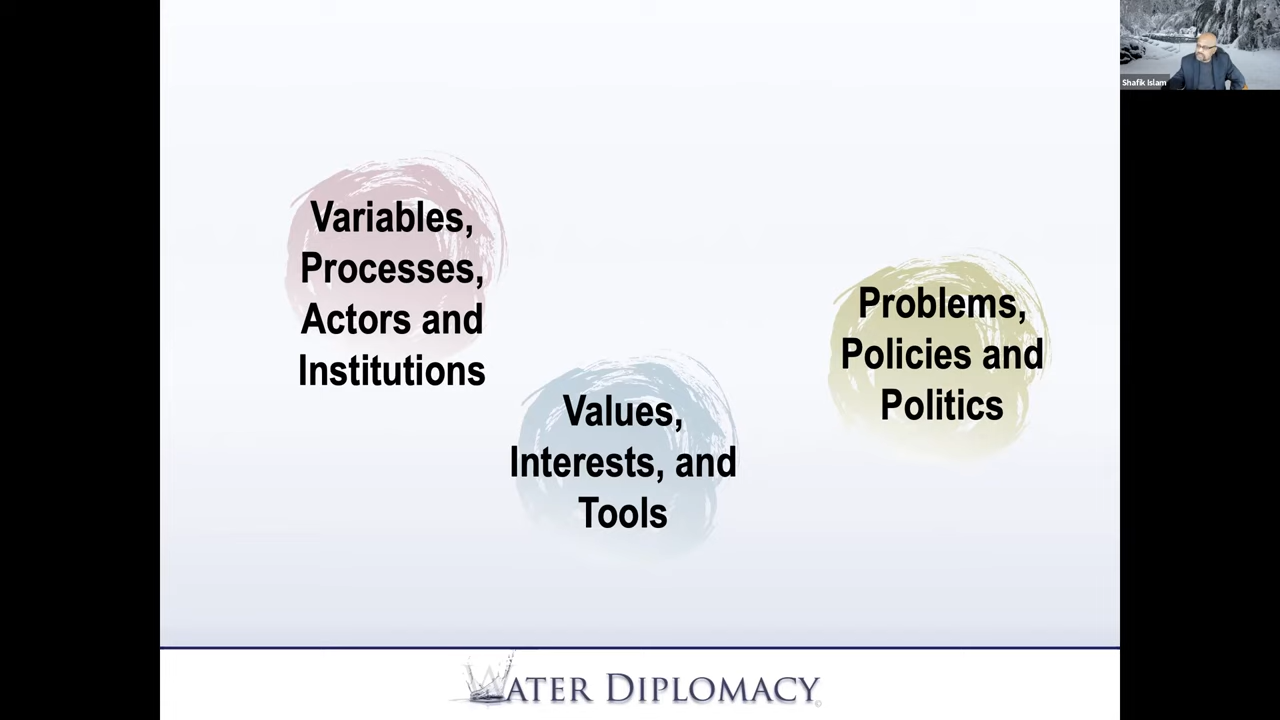 Shafik Islam
Variables,
Processes,
Actors and
Institutions
Values,
Interests, and
Tools
Problems,
Policies and
Politics
WATER DIPLOMACY©